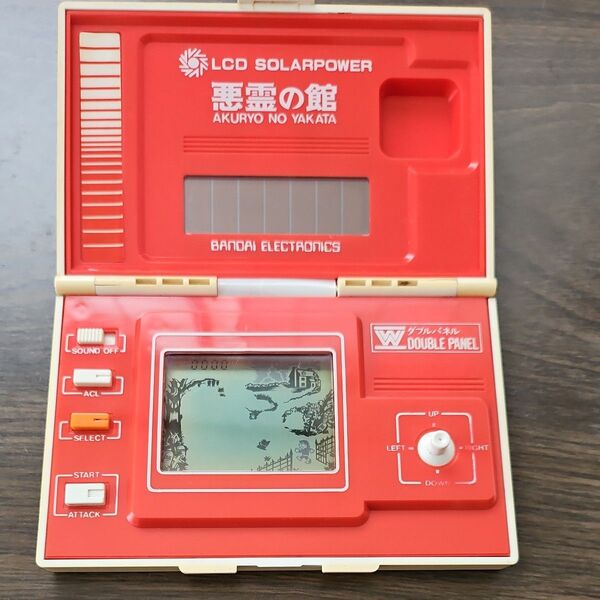 LCD SOLARPOWER
悪霊の館
AKURYO NO YAKATA
BANDAI ELECTRONICS
W ダブルパネル
DOUBLE PANEL
SOUND OFF
ACL
SELECT
START
ATTACK
0000
UP
LEFT RIGHT
DOWN